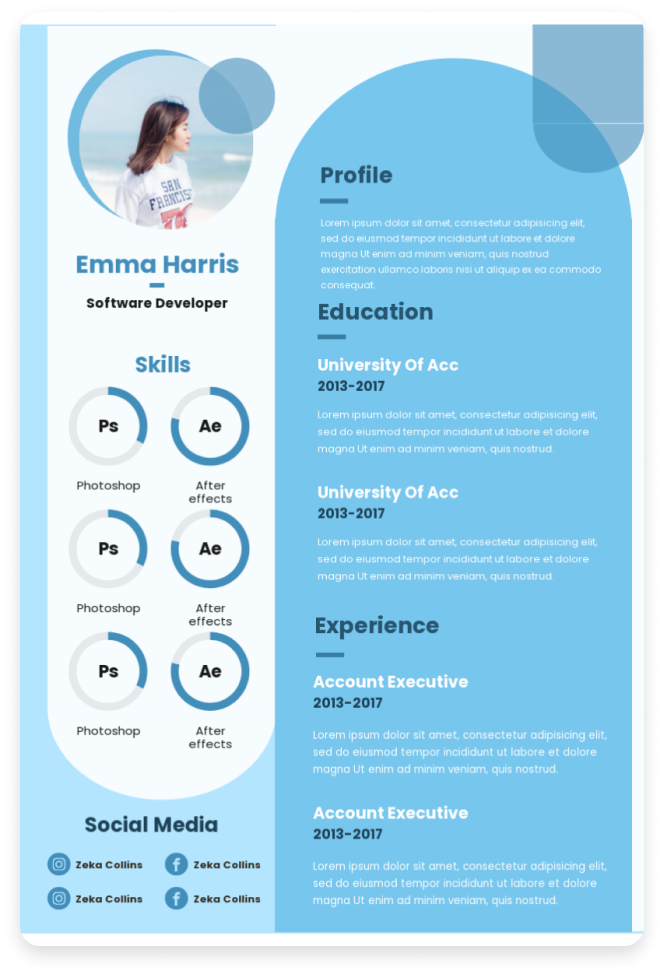 SAN
FRANCISC
Emma Harris
Software Developer
Skills
Ps
Ae
Photoshop
After
effects
Ps
Ae
Photoshop
After
effects
Ps
Ae
Photoshop
After
effects
Social Media
Zeka Collins
Zeka Collins
Zeka Collins
Zeka Collins
Profile
Lorem ipsum dolor sit amet, consectetur adipisicing elit,
sed do eiusmod tempor incididunt ut labore et dolore
magna Ut enim ad minim veniam, quis nostrud
exercitation ullamco laboris nisi ut aliquip ex ea commodo
consequat.
Education
University Of Acc
2013-2017
Lorem ipsum dolor sit amet, consectetur adipisicing elit,
sed do eiusmod tempor incididunt ut labore et dolore
magna Ut enim ad minim veniam, quis nostrud.
University Of Acc
2013-2017
Lorem ipsum dolor sit amet, consectetur adipisicing elit,
sed do eiusmod tempor incididunt ut labore et dolore
magna Ut enim ad minim veniam, quis nostrud.
Experience
Account Executive
2013-2017
Lorem ipsum dolor sit amet, consectetur adipisicing elit,
sed do eiusmod tempor incididunt ut labore et dolore
magna Ut enim ad minim veniam, quis nostrud.
Account Executive
2013-2017
Lorem ipsum dolor sit amet, consectetur adipisicing elit,
sed do eiusmod tempor incididunt ut labore et dolore
magna Ut enim ad minim veniam, quis nostrud.